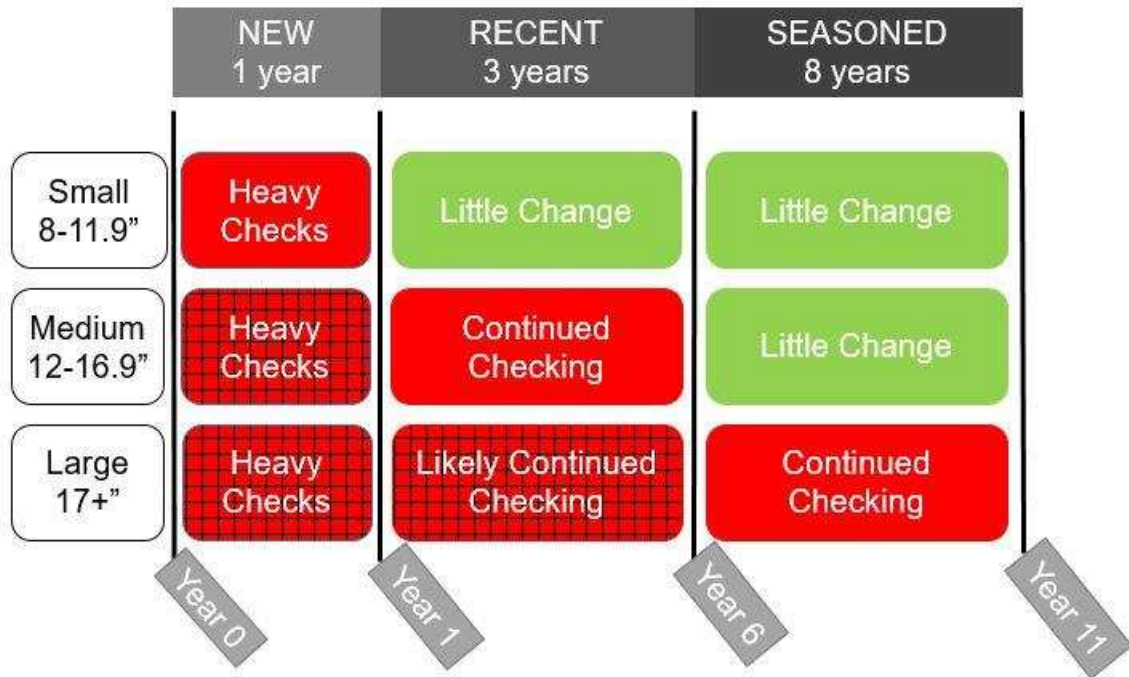 NEW
1 year
RECENT
3 years
SEASONED
8 years
Small
8-11.9”
Heavy
Checks
Little Change
Little Change
Medium
12-16.9”
Heavy
Checks
Continued
Checking
Little Change
Large
17+”
Heavy
Checks
Likely Continued
Checking
Continued
Checking
Year 0
Year 1
Year 6
Year 11